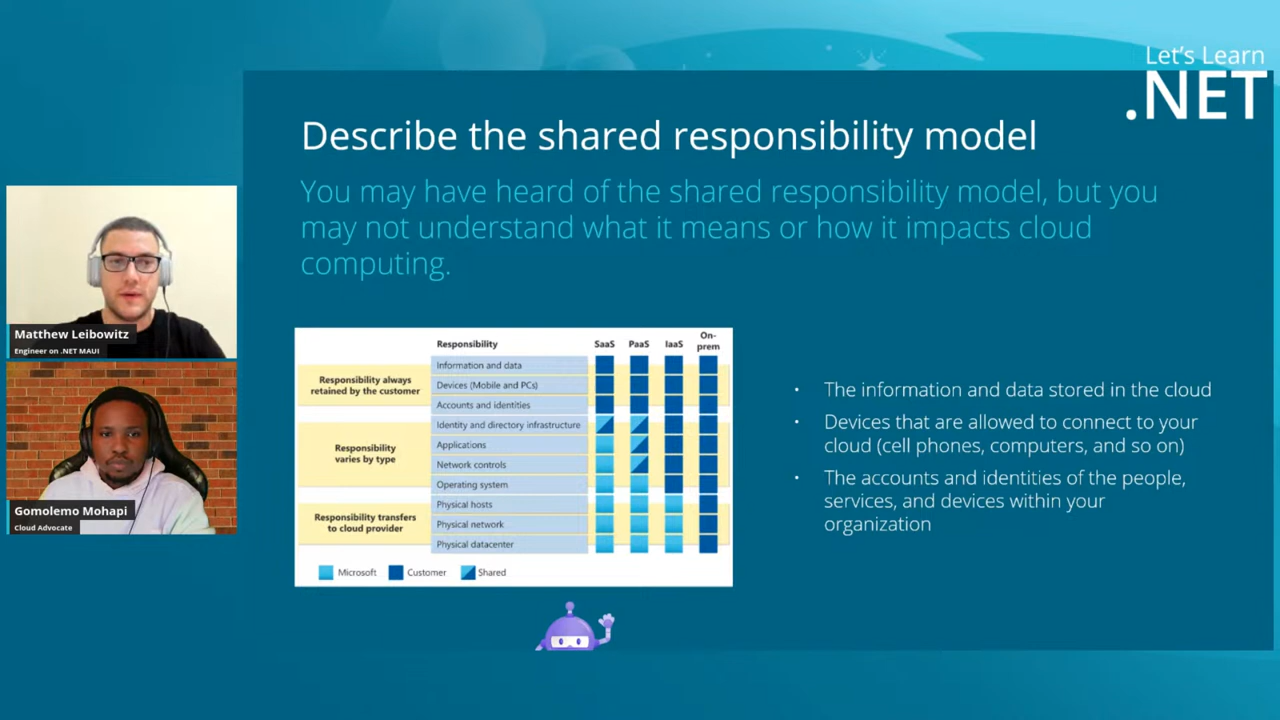 Let's Learn
.NET
Describe the shared responsibility model
You may have heard of the shared responsibility model, but you
may not understand what it means or how it impacts cloud
computing.
Matthew Leibowitz
Engineer on .NET MAUI
Gomolemo Mohapi
Cloud Advocate
Responsibility SaaS PaaS IaaS On-
prem
Responsibility always
retained by the customer
Information and data
Devices (Mobile and PCs)
Accounts and identities
Responsibility
varies by type
Identity and directory infrastructure
Applications
Network controls
Operating system
Responsibility transfers
to cloud provider
Physical hosts
Physical network
Physical datacenter
Microsoft Customer Shared
• The information and data stored in the cloud
• Devices that are allowed to connect to your
cloud (cell phones, computers, and so on)
• The accounts and identities of the people,
services, and devices within your
organization